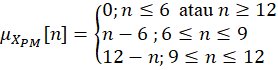 μ_{X_{PM}}[n] = { 0; n ≤ 6 atau n ≥ 12
n − 6 ; 6 ≤ n ≤ 9
12 − n; 9 ≤ n ≤ 12